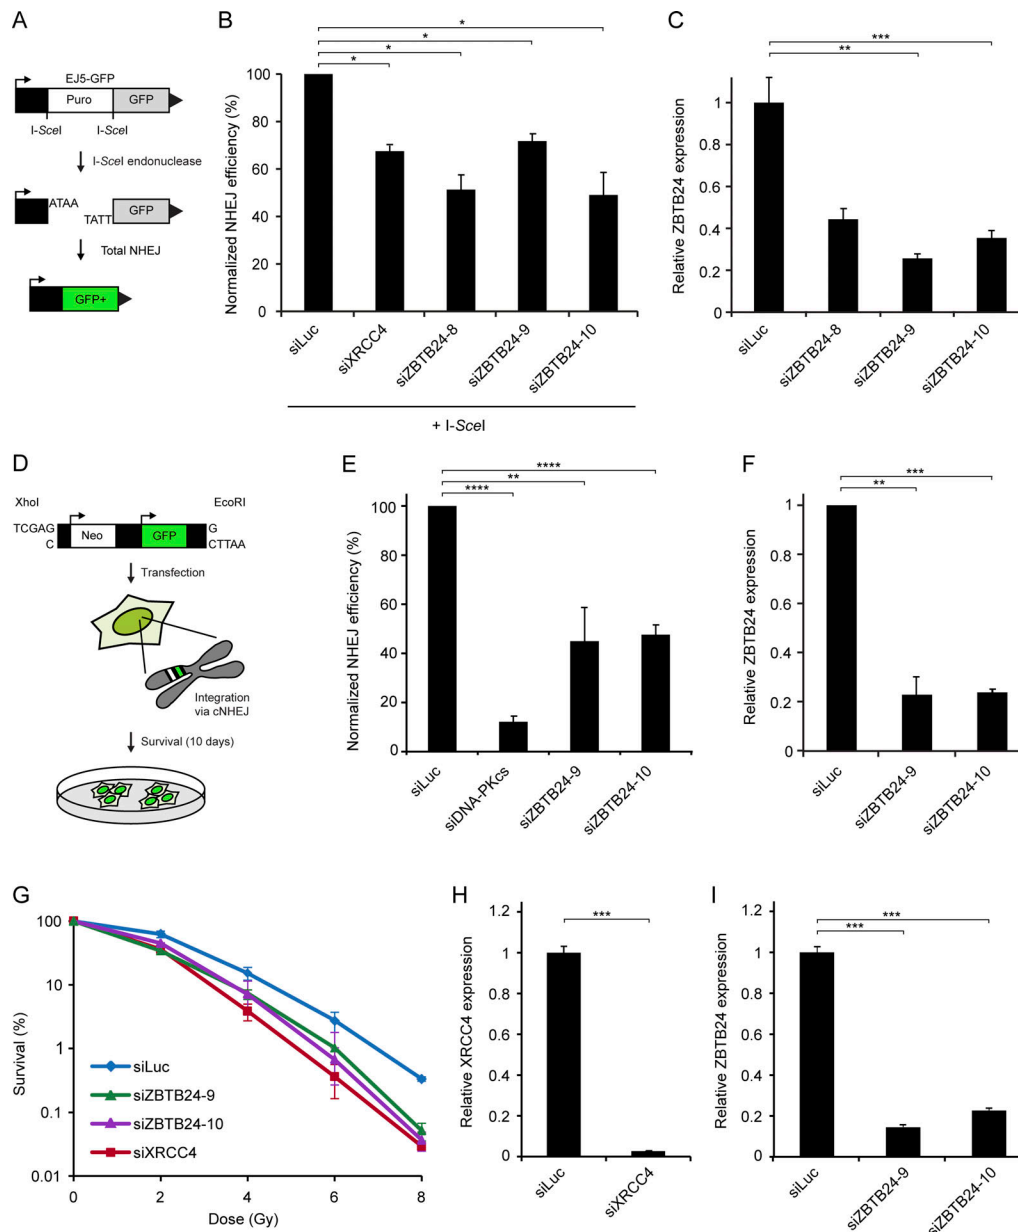 A
EJ5-GFP
Puro
GFP
I-SceI
I-SceI
I-SceI endonuclease
ATAA
TATT
GFP
Total NHEJ
GFP+
B
*
*
*
*
Normalized NHEJ efficiency (%)
100
80
60
40
20
0
siLuc
siXRCC4
siZBTB24-8
siZBTB24-9
siZBTB24-10
+ I-SceI
C
***
**
Relative ZBTB24 expression
1
0.8
0.6
0.4
0.2
0
siLuc
siZBTB24-8
siZBTB24-9
siZBTB24-10
D
XhoI
EcoRI
TCGAG
C
Neo
GFP
G
CTTAA
Transfection
Integration
via cNHEJ
Survival (10 days)
E
****
**
****
Normalized NHEJ efficiency (%)
100
80
60
40
20
0
siLuc
siDNA-PKcs
siZBTB24-9
siZBTB24-10
F
***
**
Relative ZBTB24 expression
1
0.8
0.6
0.4
0.2
0
siLuc
siZBTB24-9
siZBTB24-10
G
Survival (%)
100
10
1
0.1
0.01
siLuc
siZBTB24-9
siZBTB24-10
siXRCC4
0
2
4
6
8
Dose (Gy)
H
***
Relative XRCC4 expression
1.2
1
0.8
0.6
0.4
0.2
0
siLuc
siXRCC4
I
***
***
Relative ZBTB24 expression
1.2
1
0.8
0.6
0.4
0.2
0
siLuc
siZBTB24-9
siZBTB24-10